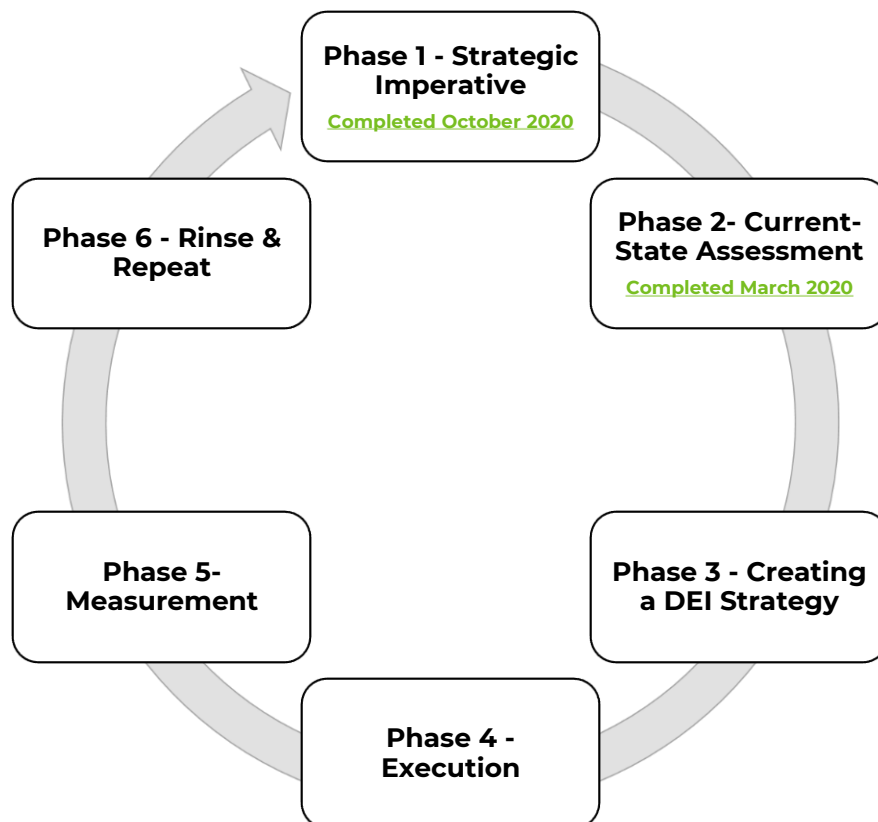 Phase 1 - Strategic
Imperative
Completed October 2020
Phase 2- Current-
State Assessment
Completed March 2020
Phase 3 - Creating
a DEI Strategy
Phase 4 -
Execution
Phase 5-
Measurement
Phase 6 - Rinse &
Repeat